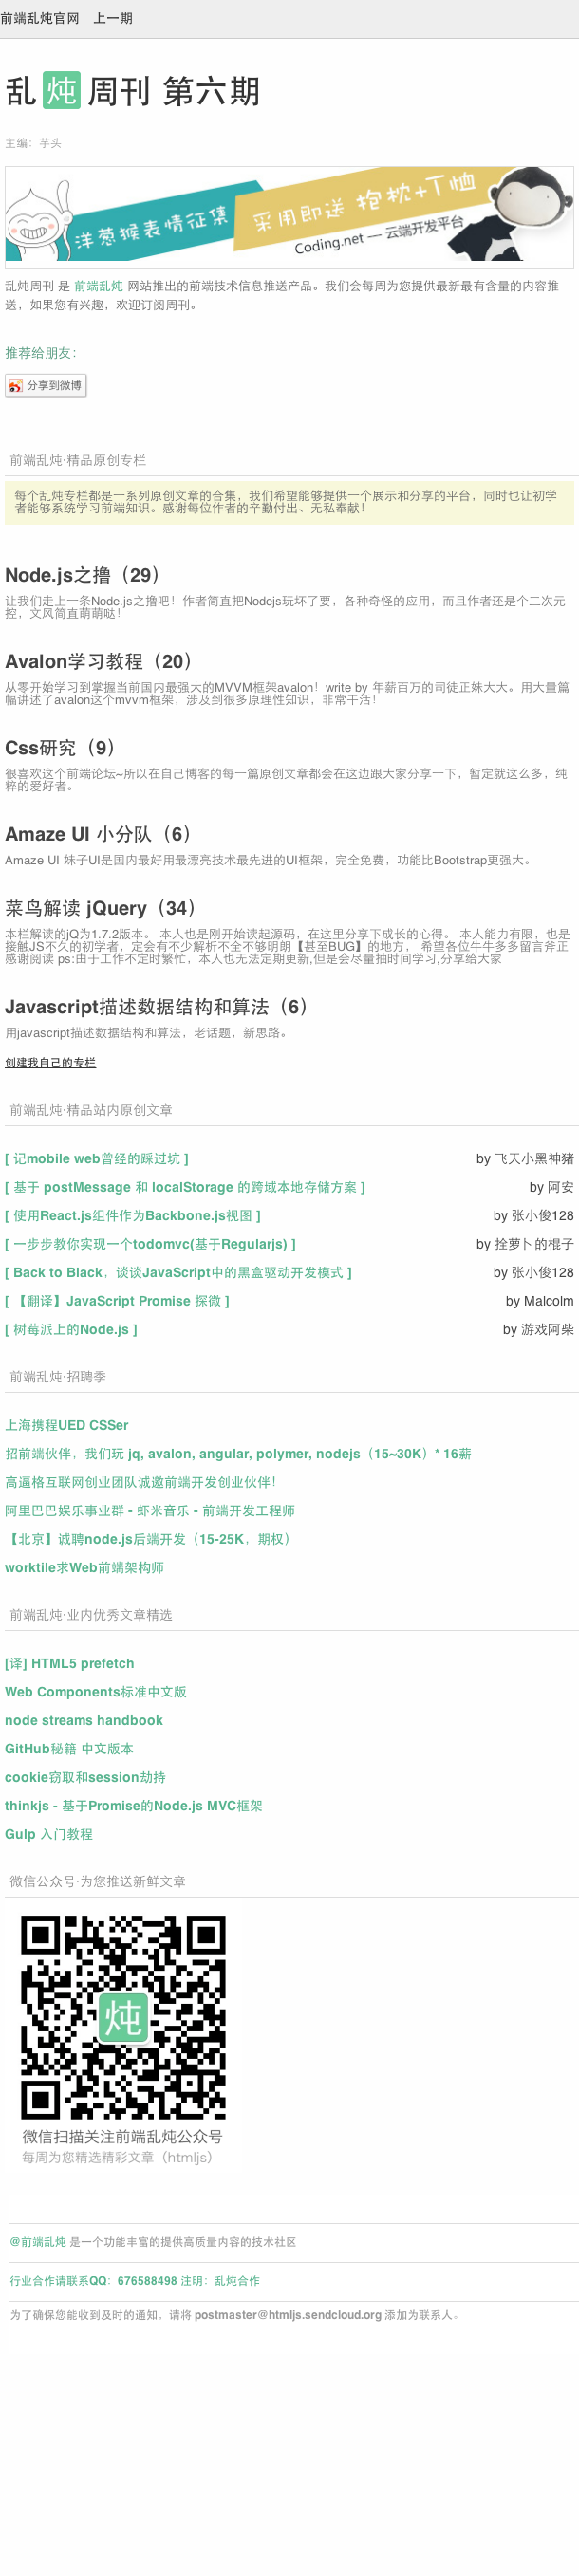 前端乱炖官网 上一期
乱 炖 周刊 第六期
主编：芋头
洋葱猴表情征集
采用即送 抱枕+T恤
Coding.net — 云端开发平台
乱炖周刊 是 前端乱炖 网站推出的前端技术信息推送产品。我们会每周为您提供最新最有含量的内容推
送，如果您有兴趣，欢迎订阅周刊。
推荐给朋友：
分享到微博
前端乱炖·精品原创专栏
每个乱炖专栏都是一系列原创文章的合集，我们希望能够提供一个展示和分享的平台，同时也让初学
者能够系统学习前端知识。感谢每位作者的辛勤付出、无私奉献！
Node.js之撸（29）
让我们走上一条Node.js之撸吧！作者简直把Nodejs玩坏了要，各种奇怪的应用，而且作者还是个二次元
控，文风简直萌萌哒！
Avalon学习教程（20）
从零开始学习到掌握当前国内最强大的MVVM框架avalon！write by 年薪百万的司徒正妹大大。用大量篇
幅讲述了avalon这个mvvm框架，涉及到很多原理性知识，非常干活！
Css研究（9）
很喜欢这个前端论坛~所以在自己博客的每一篇原创文章都会在这边跟大家分享一下，暂定就这么多，纯
粹的爱好者。
Amaze UI 小分队（6）
Amaze UI 妹子UI是国内最好用最漂亮技术最先进的UI框架，完全免费，功能比Bootstrap更强大。
菜鸟解读 jQuery（34）
本栏解读的jQ为1.7.2版本。 本人也是刚开始读起源码，在这里分享下成长的心得。 本人能力有限，也是
接触JS不久的初学者，定会有不少解析不全不够明朗【甚至BUG】的地方， 希望各位牛牛多多留言斧正
感谢阅读 ps:由于工作不定时繁忙，本人也无法定期更新,但是会尽量抽时间学习,分享给大家
Javascript描述数据结构和算法（6）
用javascript描述数据结构和算法，老话题，新思路。
创建我自己的专栏
前端乱炖·精品站内原创文章
[ 记mobile web曾经的踩过坑 ] by 飞天小黑神猪
[ 基于 postMessage 和 localStorage 的跨域本地存储方案 ] by 阿安
[ 使用React.js组件作为Backbone.js视图 ] by 张小俊128
[ 一步步教你实现一个todomvc(基于Regularjs) ] by 拴萝卜的棍子
[ Back to Black，谈谈JavaScript中的黑盒驱动开发模式 ] by 张小俊128
[ 【翻译】JavaScript Promise 探微 ] by Malcolm
[ 树莓派上的Node.js ] by 游戏阿柴
前端乱炖·招聘季
上海携程UED CSSer
招前端伙伴，我们玩 jq, avalon, angular, polymer, nodejs（15~30K）* 16薪
高逼格互联网创业团队诚邀前端开发创业伙伴！
阿里巴巴娱乐事业群 - 虾米音乐 - 前端开发工程师
【北京】诚聘node.js后端开发（15-25K，期权）
worktile求Web前端架构师
前端乱炖·业内优秀文章精选
[译] HTML5 prefetch
Web Components标准中文版
node streams handbook
GitHub秘籍 中文版本
cookie窃取和session劫持
thinkjs - 基于Promise的Node.js MVC框架
Gulp 入门教程
微信公众号·为您推送新鲜文章
炖
微信扫描关注前端乱炖公众号
每周为您精选精彩文章（htmljs）
@前端乱炖 是一个功能丰富的提供高质量内容的技术社区
行业合作请联系QQ：676588498 注明：乱炖合作
为了确保您能收到及时的通知，请将 postmaster@htmljs.sendcloud.org 添加为联系人。